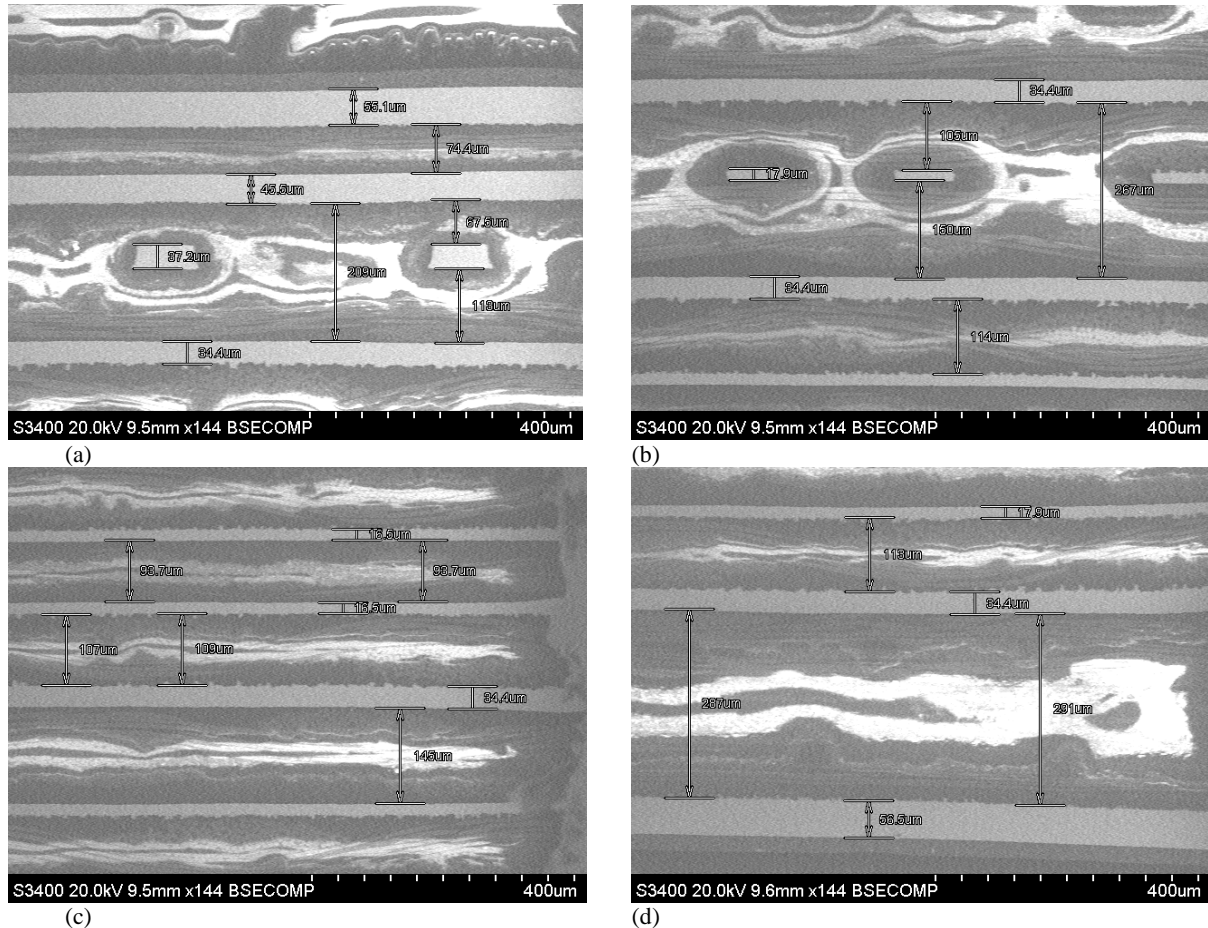 55.1um
74.4um
45.5um
67.5um
37.2um
209um
113um
34.4um
S3400 20.0kV 9.5mm x144 BSECOMP 400um
(a)
34.4um
105um
17.9um
267um
150um
34.4um
114um
S3400 20.0kV 9.5mm x144 BSECOMP 400um
(b)
16.5um
93.7um
93.7um
16.5um
107um
109um
34.4um
145um
S3400 20.0kV 9.5mm x144 BSECOMP 400um
(c)
17.9um
113um
34.4um
287um
291um
56.5um
S3400 20.0kV 9.6mm x144 BSECOMP 400um
(d)